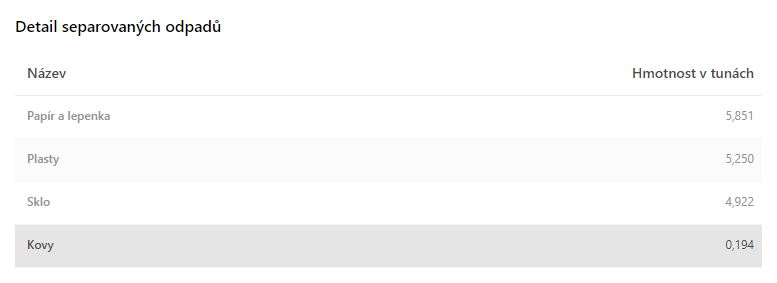 Detail separovaných odpadů
Název Hmotnost v tunách
Papír a lepenka 5,851
Plasty 5,250
Sklo 4,922
Kovy 0,194